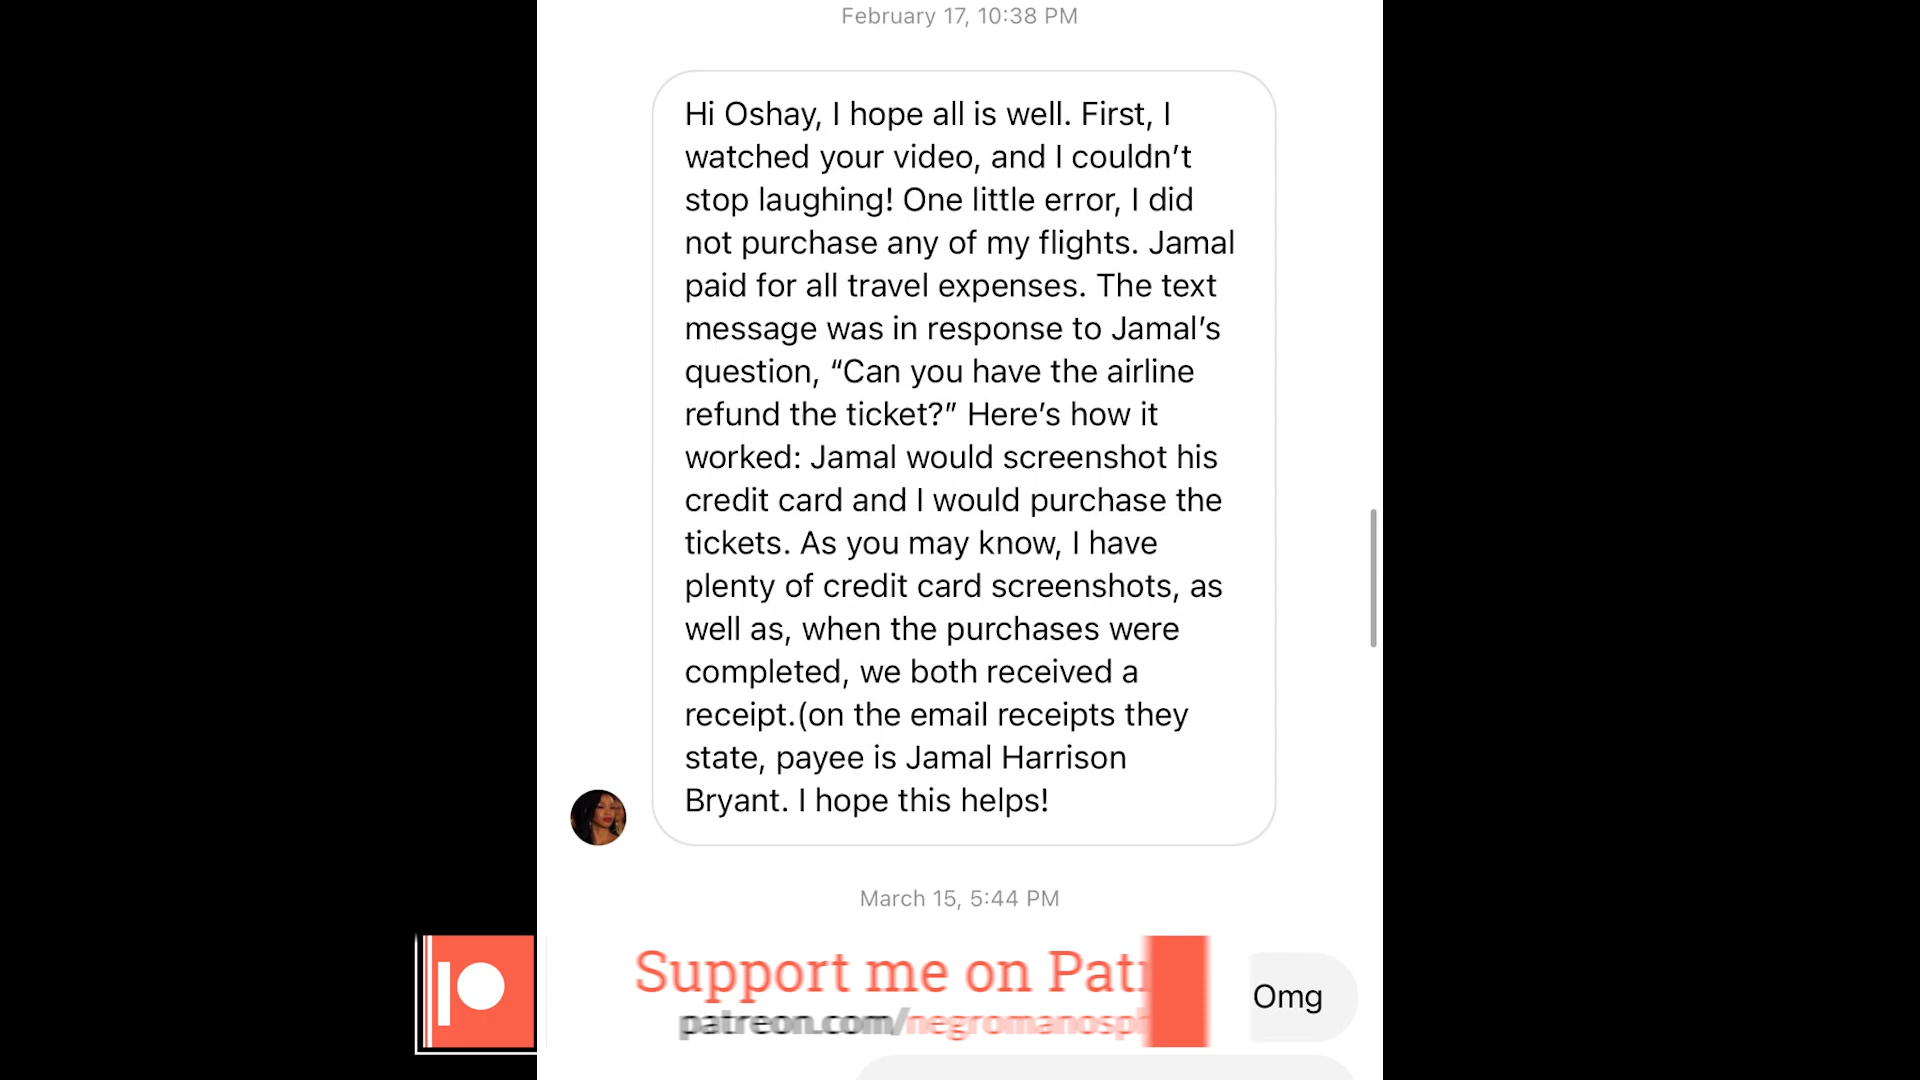 February 17, 10:38 PM
Hi Oshay, I hope all is well. First, I
watched your video, and I couldn’t
stop laughing! One little error, I did
not purchase any of my flights. Jamal
paid for all travel expenses. The text
message was in response to Jamal’s
question, “Can you have the airline
refund the ticket?” Here’s how it
worked: Jamal would screenshot his
credit card and I would purchase the
tickets. As you may know, I have
plenty of credit card screenshots, as
well as, when the purchases were
completed, we both received a
receipt.(on the email receipts they
state, payee is Jamal Harrison
Bryant. I hope this helps!
March 15, 5:44 PM
Support me on Pat
patreon.com/negromanosph
Omg